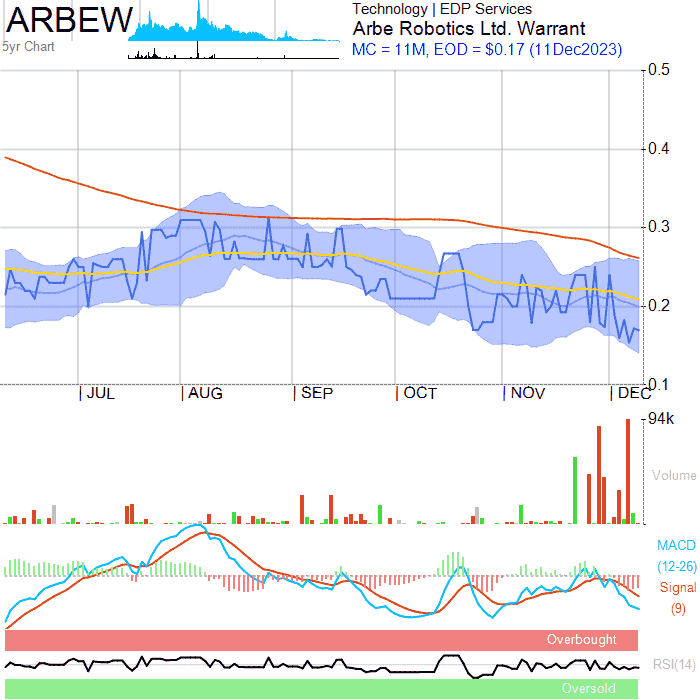 ARBEW
5yr Chart
Technology | EDP Services
Arbe Robotics Ltd. Warrant
MC = 11M, EOD = $0.17 (11Dec2023)
0.5
0.4
0.3
0.2
0.1
JUL AUG SEP OCT NOV DEC
94k
Volume
MACD
(12-26)
Signal
(9)
Overbought
RSI(14)
Oversold